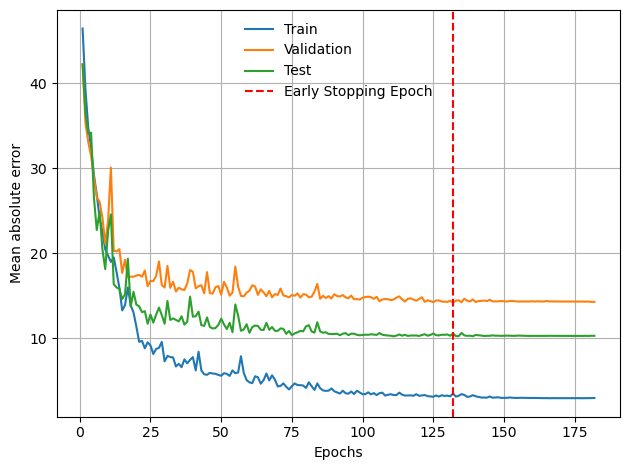 Train
Validation
Test
Early Stopping Epoch
Mean absolute error
40
30
20
10
0 25 50 75 100 125 150 175
Epochs